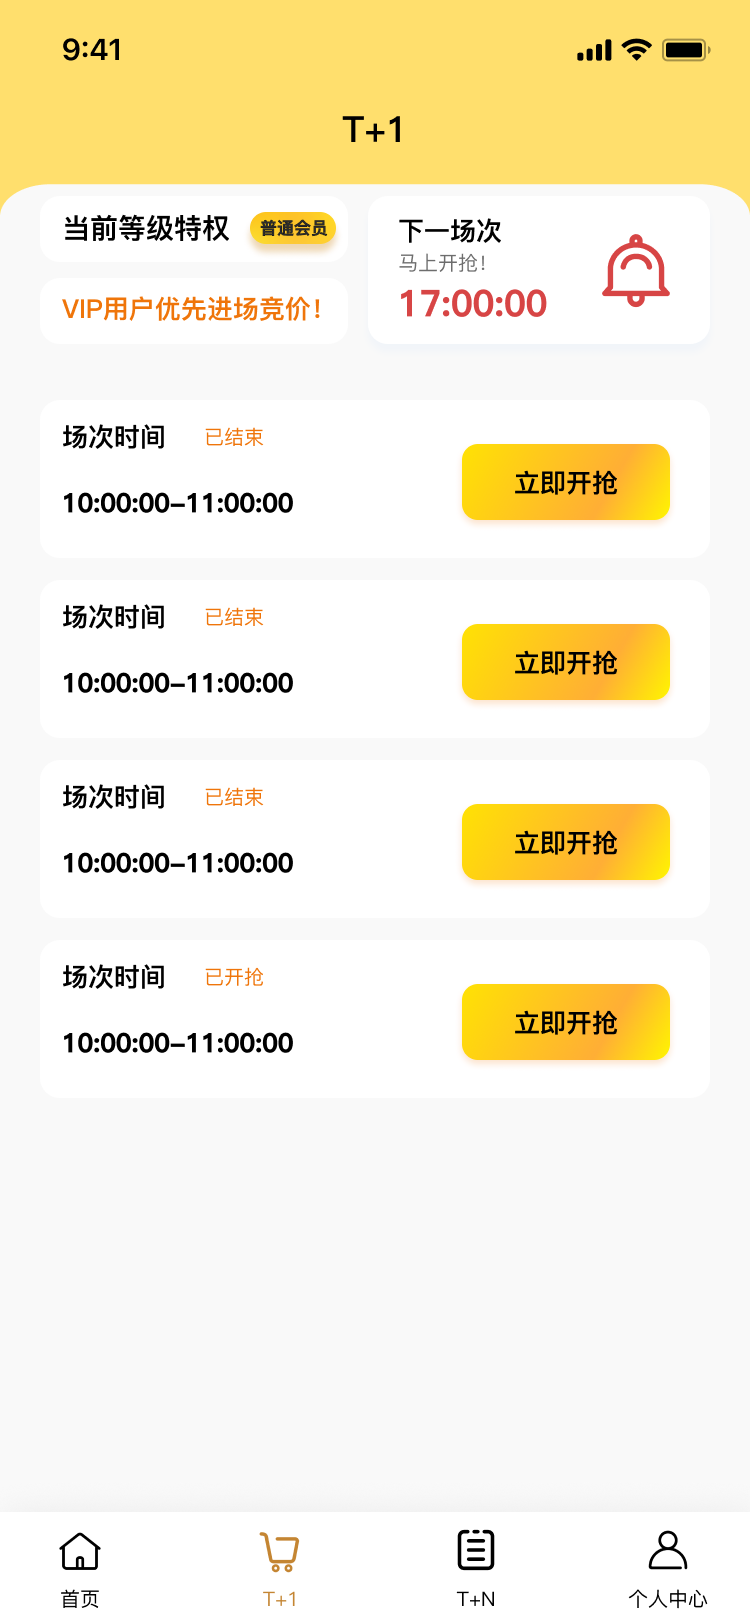 9:41
T+1
当前等级特权 普通会员
VIP用户优先进场竞价！
下一场次
马上开抢！
17:00:00
场次时间 已结束
10:00:00–11:00:00
立即开抢
场次时间 已结束
10:00:00–11:00:00
立即开抢
场次时间 已结束
10:00:00–11:00:00
立即开抢
场次时间 已开抢
10:00:00–11:00:00
立即开抢
首页 T+1 T+N 个人中心